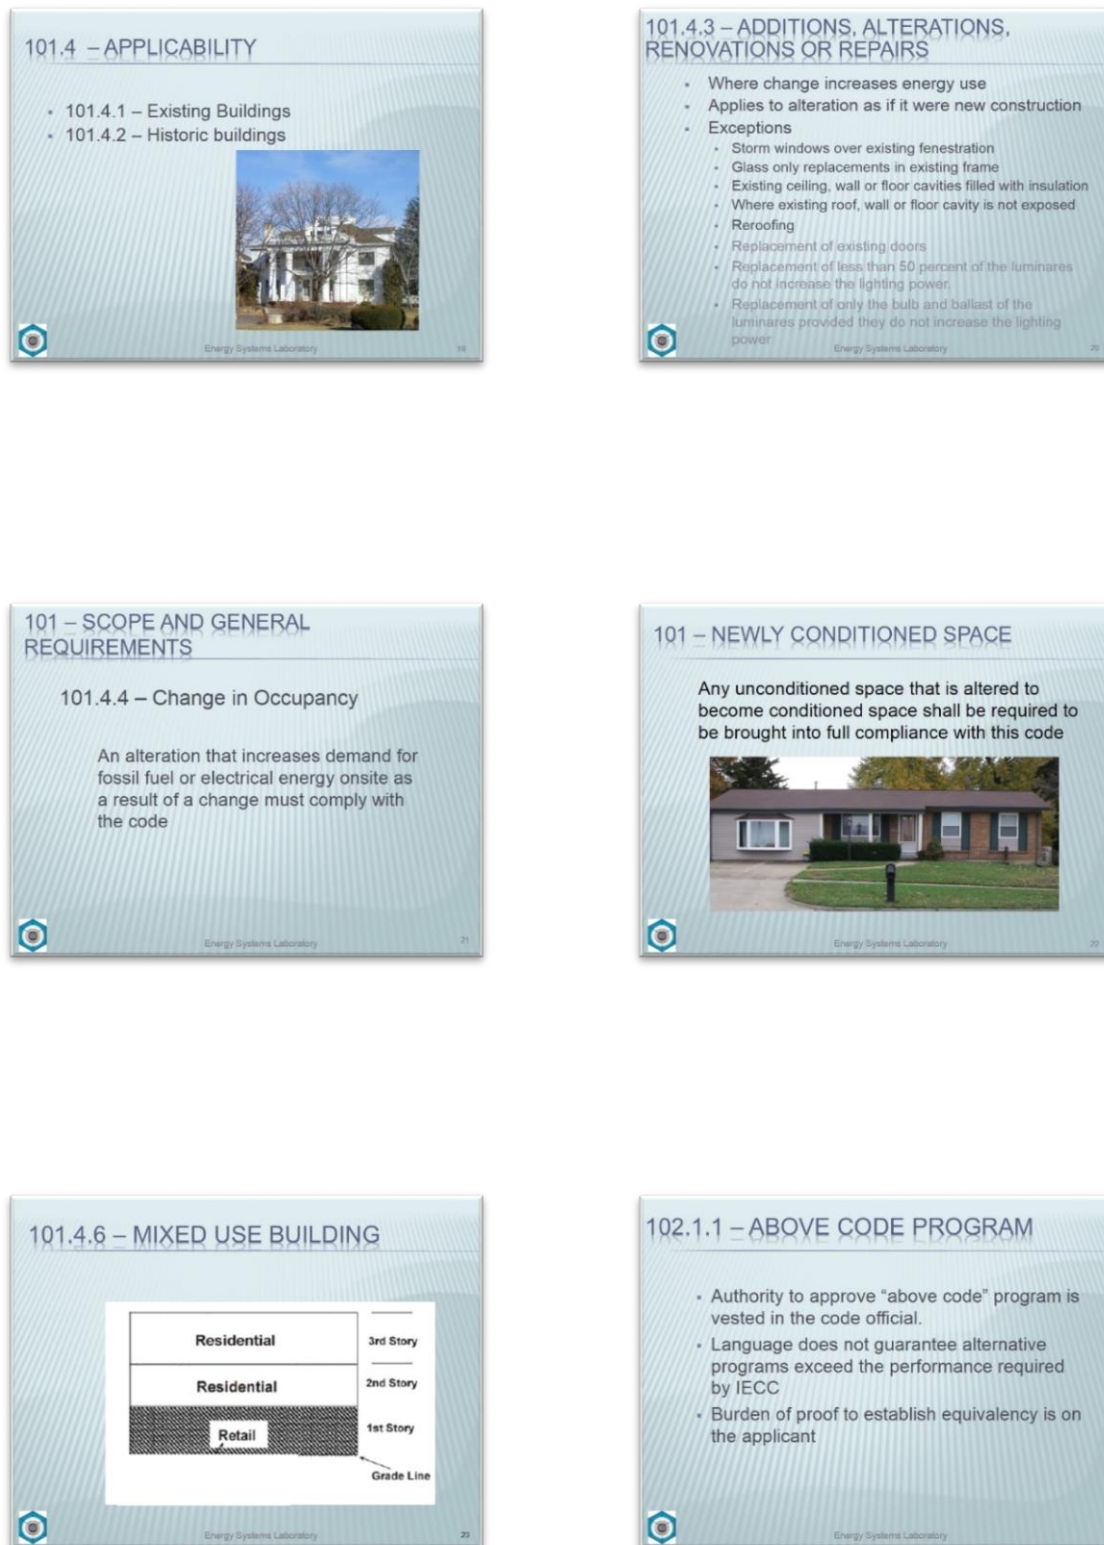 101.4 – APPLICABILITY
▪ 101.4.1 – Existing Buildings
▪ 101.4.2 – Historic buildings
Energy Systems Laboratory
19
101.4.3 – ADDITIONS, ALTERATIONS,
RENOVATIONS OR REPAIRS
▪ Where change increases energy use
▪ Applies to alteration as if it were new construction
▪ Exceptions
▪ Storm windows over existing fenestration
▪ Glass only replacements in existing frame
▪ Existing ceiling, wall or floor cavities filled with insulation
▪ Where existing roof, wall or floor cavity is not exposed
▪ Reroofing
▪ Replacement of existing doors
▪ Replacement of less than 50 percent of the luminares
do not increase the lighting power.
▪ Replacement of only the bulb and ballast of the
luminares provided they do not increase the lighting
power
Energy Systems Laboratory
20
101 – SCOPE AND GENERAL
REQUIREMENTS
101.4.4 – Change in Occupancy
An alteration that increases demand for
fossil fuel or electrical energy onsite as
a result of a change must comply with
the code
Energy Systems Laboratory
21
101 – NEWLY CONDITIONED SPACE
Any unconditioned space that is altered to
become conditioned space shall be required to
be brought into full compliance with this code
Energy Systems Laboratory
22
101.4.6 – MIXED USE BUILDING
Residential
3rd Story
Residential
2nd Story
Retail
1st Story
Grade Line
Energy Systems Laboratory
23
102.1.1 – ABOVE CODE PROGRAM
▪ Authority to approve “above code” program is
vested in the code official.
▪ Language does not guarantee alternative
programs exceed the performance required
by IECC
▪ Burden of proof to establish equivalency is on
the applicant
Energy Systems Laboratory